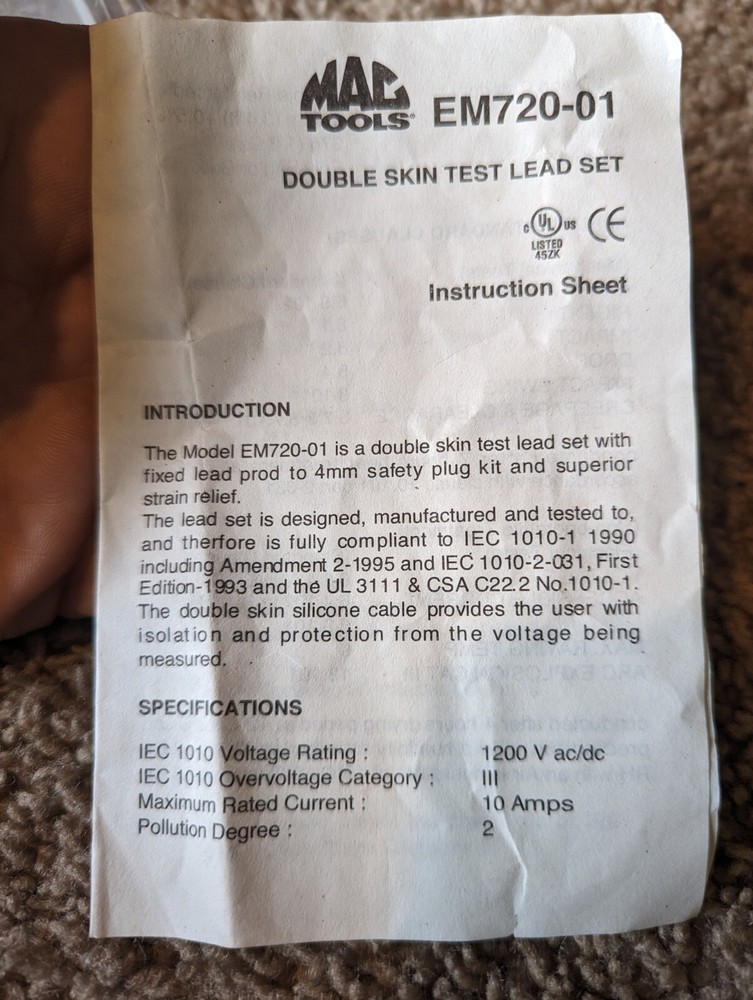 MAC
TOOLS® EM720-01
DOUBLE SKIN TEST LEAD SET
c UL US CE
LISTED
45ZK
Instruction Sheet
INTRODUCTION
The Model EM720-01 is a double skin test lead set with
fixed lead prod to 4mm safety plug kit and superior
strain relief.
The lead set is designed, manufactured and tested to,
and therfore is fully compliant to IEC 1010-1 1990
including Amendment 2-1995 and IEC 1010-2-031, First
Edition-1993 and the UL 3111 & CSA C22.2 No.1010-1.
The double skin silicone cable provides the user with
isolation and protection from the voltage being
measured.
SPECIFICATIONS
IEC 1010 Voltage Rating : 1200 V ac/dc
IEC 1010 Overvoltage Category : III
Maximum Rated Current : 10 Amps
Pollution Degree : 2